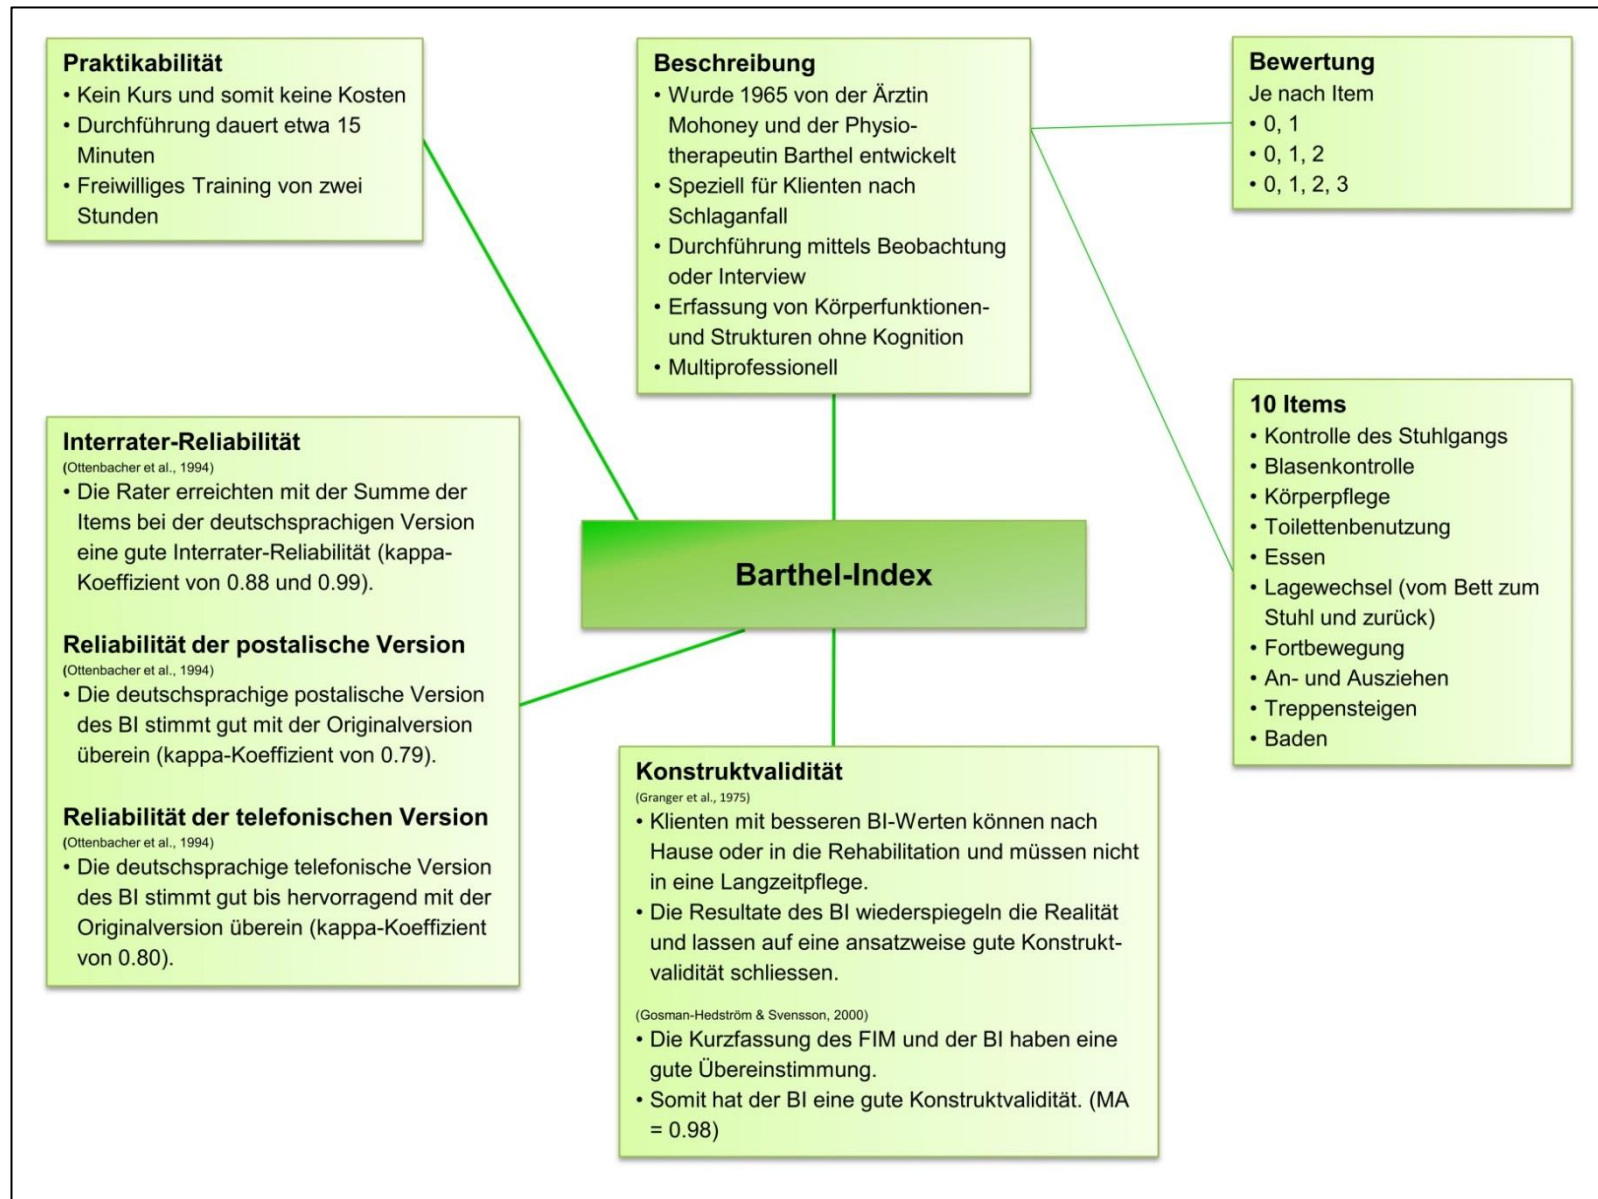 Praktikabilität
• Kein Kurs und somit keine Kosten
• Durchführung dauert etwa 15
Minuten
• Freiwilliges Training von zwei
Stunden
Beschreibung
• Wurde 1965 von der Ärztin
Mohoney und der Physio-
therapeutin Barthel entwickelt
• Speziell für Klienten nach
Schlaganfall
• Durchführung mittels Beobachtung
oder Interview
• Erfassung von Körperfunktionen-
und Strukturen ohne Kognition
• Multiprofessionell
Bewertung
Je nach Item
• 0, 1
• 0, 1, 2
• 0, 1, 2, 3
10 Items
• Kontrolle des Stuhlgangs
• Blasenkontrolle
• Körperpflege
• Toilettenbenutzung
• Essen
• Lagewechsel (vom Bett zum
Stuhl und zurück)
• Fortbewegung
• An- und Ausziehen
• Treppensteigen
• Baden
Interrater-Reliabilität
(Ottenbacher et al., 1994)
• Die Rater erreichten mit der Summe der
Items bei der deutschsprachigen Version
eine gute Interrater-Reliabilität (kappa-
Koeffizient von 0.88 und 0.99).
Reliabilität der postalische Version
(Ottenbacher et al., 1994)
• Die deutschsprachige postalische Version
des BI stimmt gut mit der Originalversion
überein (kappa-Koeffizient von 0.79).
Reliabilität der telefonischen Version
(Ottenbacher et al., 1994)
• Die deutschsprachige telefonische Version
des BI stimmt gut bis hervorragend mit der
Originalversion überein (kappa-Koeffizient
von 0.80).
Barthel-Index
Konstruktvalidität
(Granger et al., 1975)
• Klienten mit besseren BI-Werten können nach
Hause oder in die Rehabilitation und müssen nicht
in eine Langzeitpflege.
• Die Resultate des BI wiederspiegeln die Realität
und lassen auf eine ansatzweise gute Konstrukt-
validität schliessen.
(Gosman-Hedström & Svensson, 2000)
• Die Kurzfassung des FIM und der BI haben eine
gute Übereinstimmung.
• Somit hat der BI eine gute Konstruktvalidität. (MA
= 0.98)